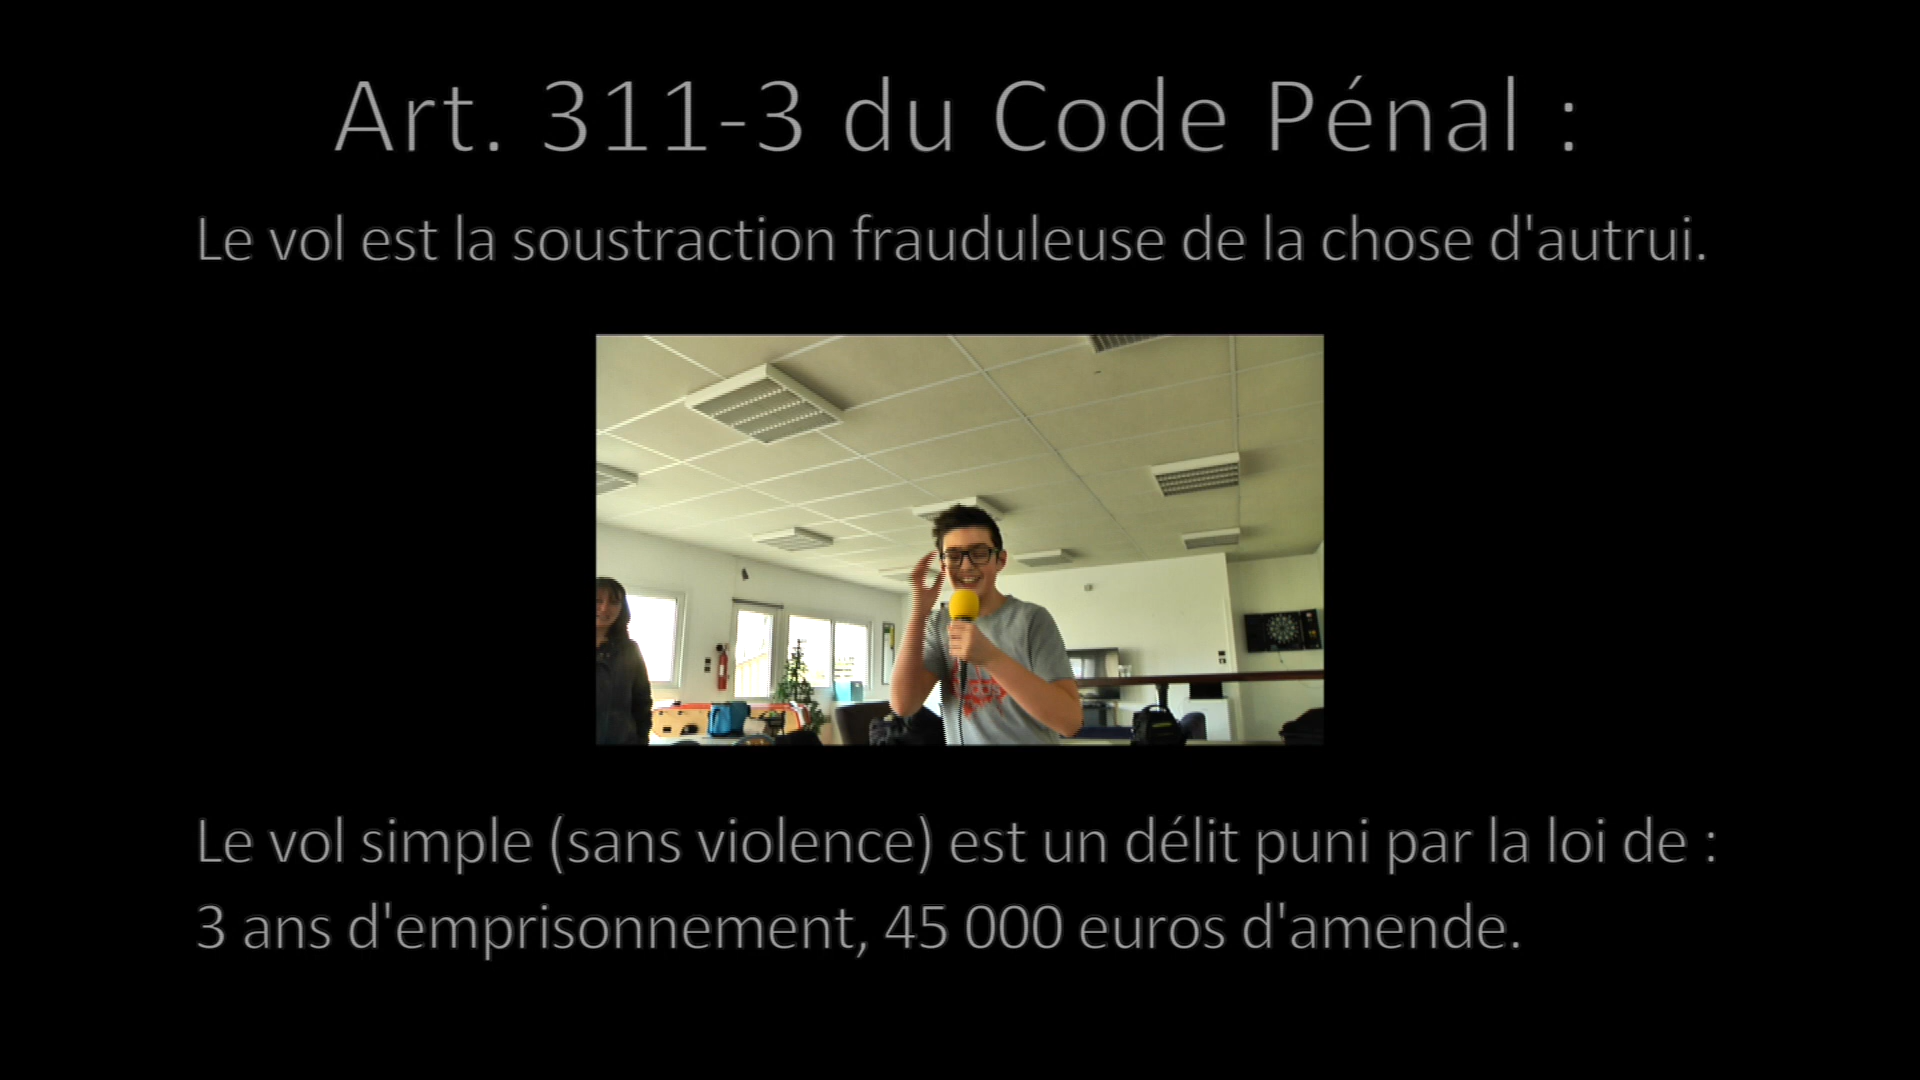 Art. 311-3 du Code Pénal :
Le vol est la soustraction frauduleuse de la chose d'autrui.
Le vol simple (sans violence) est un délit puni par la loi de :
3 ans d'emprisonnement, 45 000 euros d'amende.